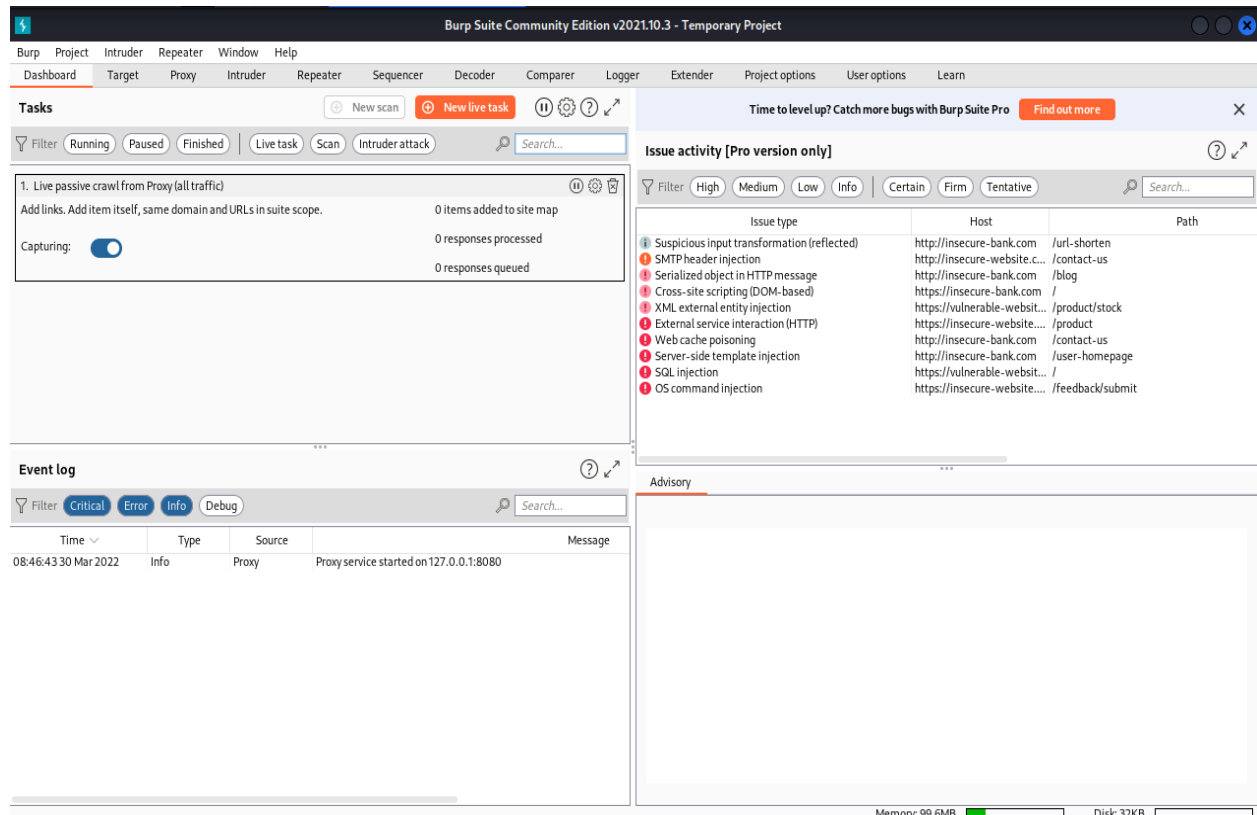 Burp Suite Community Edition v2021.10.3 - Temporary Project
Burp Project Intruder Repeater Window Help
Dashboard Target Proxy Intruder Repeater Sequencer Decoder Comparer Logger Extender Project options User options Learn
Tasks
New scan
New live task
Filter Running Paused Finished Live task Scan Intruder attack Search...
1. Live passive crawl from Proxy (all traffic)
Add links. Add item itself, same domain and URLs in suite scope.
0 items added to site map
Capturing:
0 responses processed
0 responses queued
Event log
Filter Critical Error Info Debug Search...
Time Type Source Message
08:46:43 30 Mar 2022 Info Proxy Proxy service started on 127.0.0.1:8080
Time to level up? Catch more bugs with Burp Suite Pro Find out more
Issue activity [Pro version only]
Filter High Medium Low Info Certain Firm Tentative Search...
Issue type Host Path
Suspicious input transformation (reflected) http://insecure-bank.com /url-shorten
SMTP header injection http://insecure-website.c... /contact-us
Serialized object in HTTP message http://insecure-bank.com /blog
Cross-site scripting (DOM-based) https://insecure-bank.com /
XML external entity injection https://vulnerable-websit... /product/stock
External service interaction (HTTP) https://insecure-website.... /product
Web cache poisoning http://insecure-bank.com /contact-us
Server-side template injection http://insecure-bank.com /user-homepage
SQL injection https://vulnerable-websit... /
OS command injection https://insecure-website.... /feedback/submit
Advisory
Memory: 99.6MB Disk: 32KB